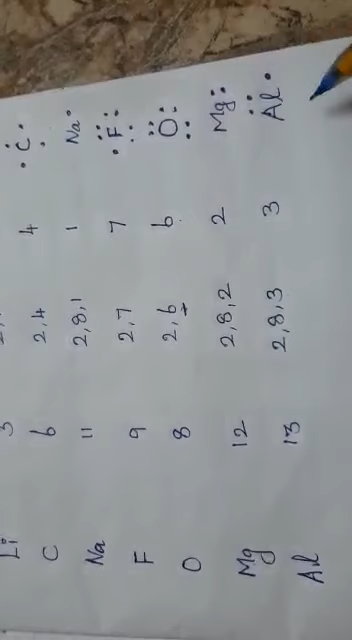 Li 3
C 6 2,4 4 C
Na 11 2,8,1 1 Na
F 9 2,7 7 F
O 8 2,6 6 O
Mg 12 2,8,2 2 Mg
Al 13 2,8,3 3 Al